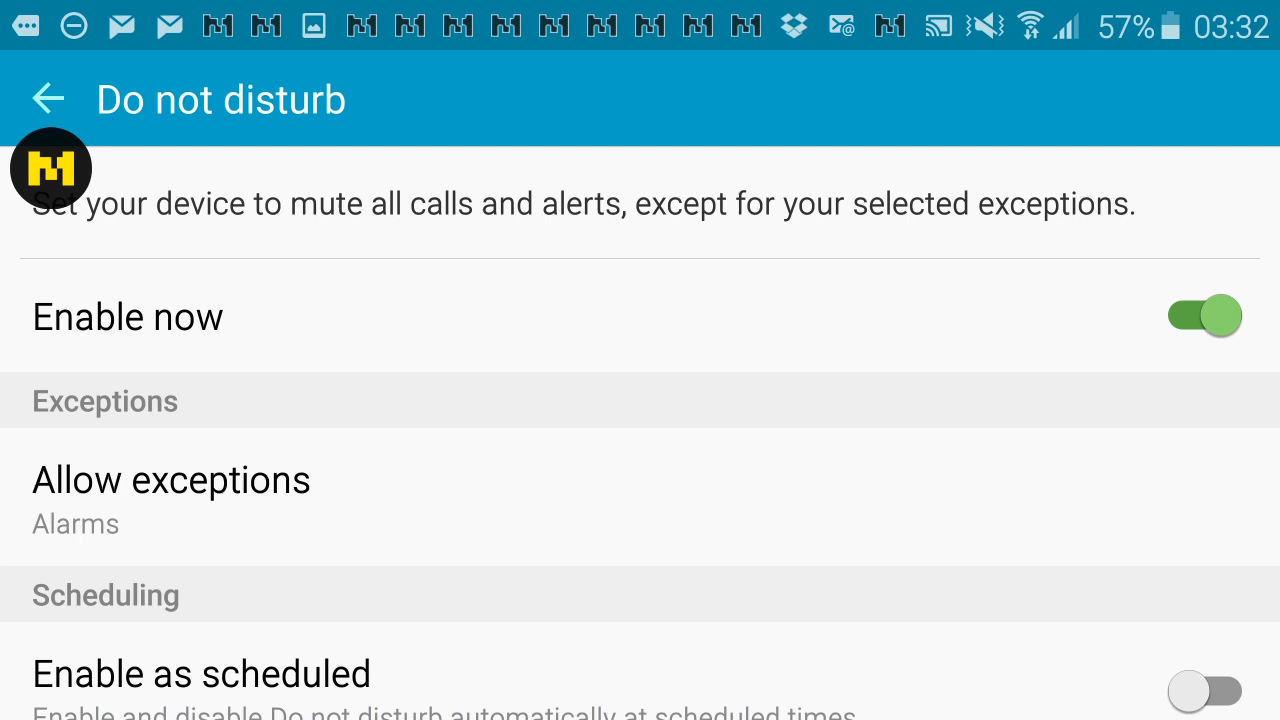 57% 03:32
Do not disturb
Set your device to mute all calls and alerts, except for your selected exceptions.
Enable now
Exceptions
Allow exceptions
Alarms
Scheduling
Enable as scheduled
Enable and disable Do not disturb automatically at scheduled times.